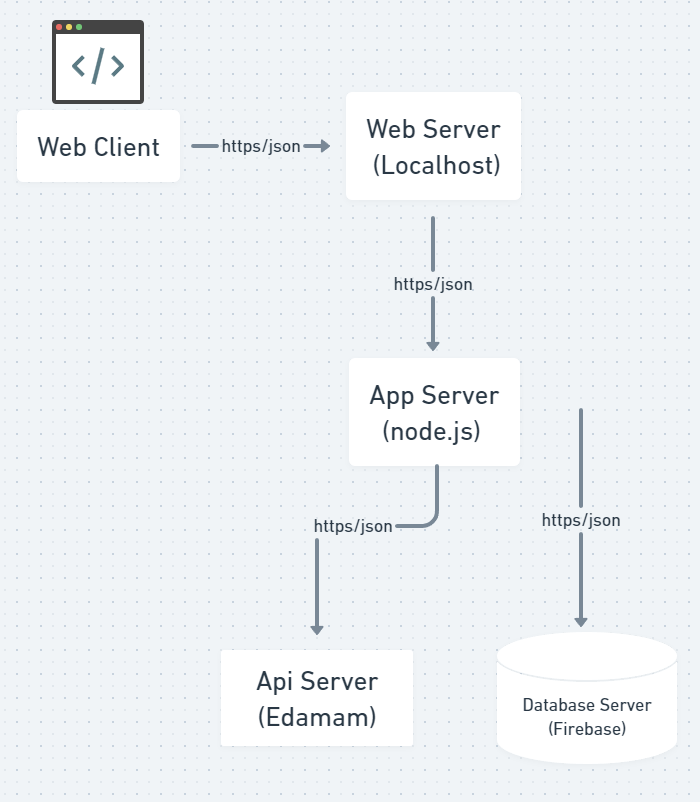 </>
Web Client
https/json
Web Server
(Localhost)
https/json
App Server
(node.js)
https/json
https/json
Api Server
(Edamam)
Database Server
(Firebase)